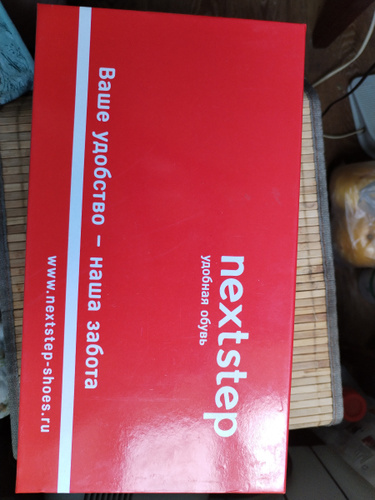 nextstep
удобная обувь
Ваше удобство – наша забота
www.nextstep-shoes.ru